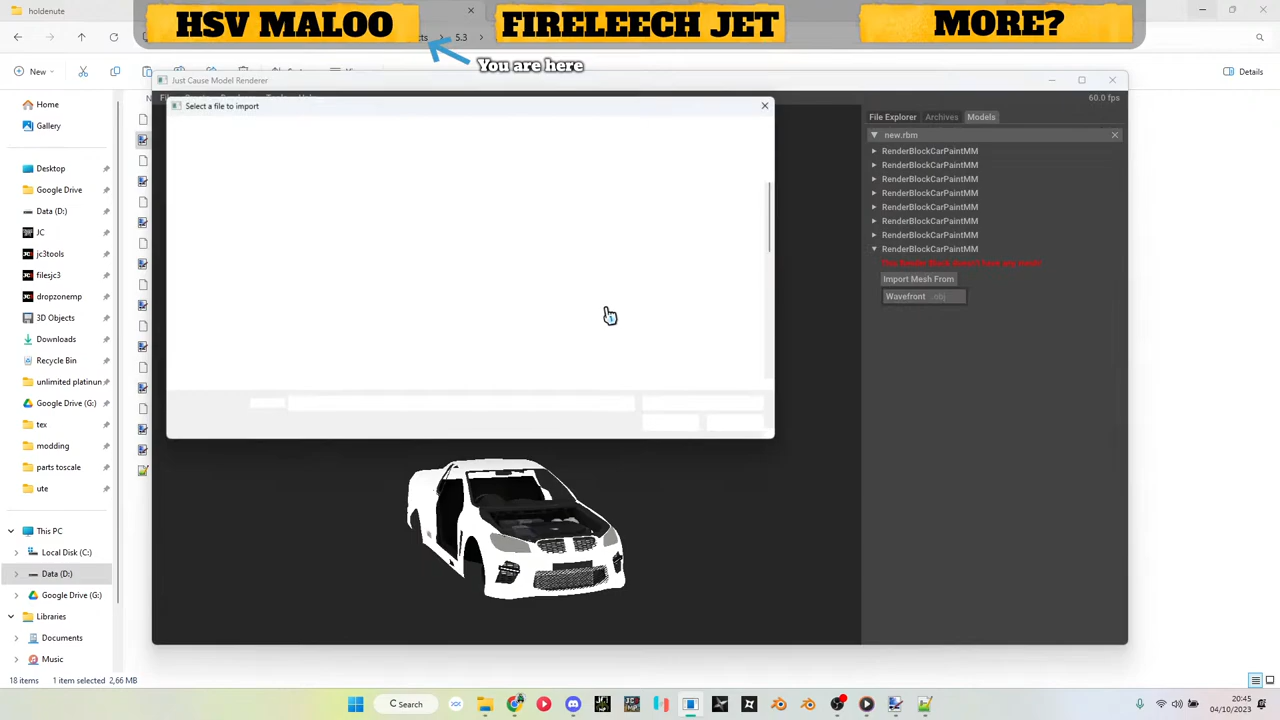 HSV MALOO
FIRELEECH JET
MORE?
You are here
holdenute
5.3
New
Details
Just Cause Model Renderer
60.0 fps
Select a file to import
File Explorer
Archives
Models
new.rbm
RenderBlockCarPaintMM
RenderBlockCarPaintMM
RenderBlockCarPaintMM
RenderBlockCarPaintMM
RenderBlockCarPaintMM
RenderBlockCarPaintMM
RenderBlockCarPaintMM
RenderBlockCarPaintMM
Import Mesh From
Wavefront .obj
Home
Gallery
Desktop
Google Drive
Data (D:)
JC
jc3tools
filesjc3
dropzonemp
3D Objects
Downloads
Recycle Bin
unlimited platinun
Google Drive (G:)
tex
modding
parts toscale
ute
This PC
Local Disk (C:)
Data (D:)
Google Drive (G:)
Libraries
Documents
Music
18 items
1 item selected 2,66 MB
Search
20:45
04/10/2023